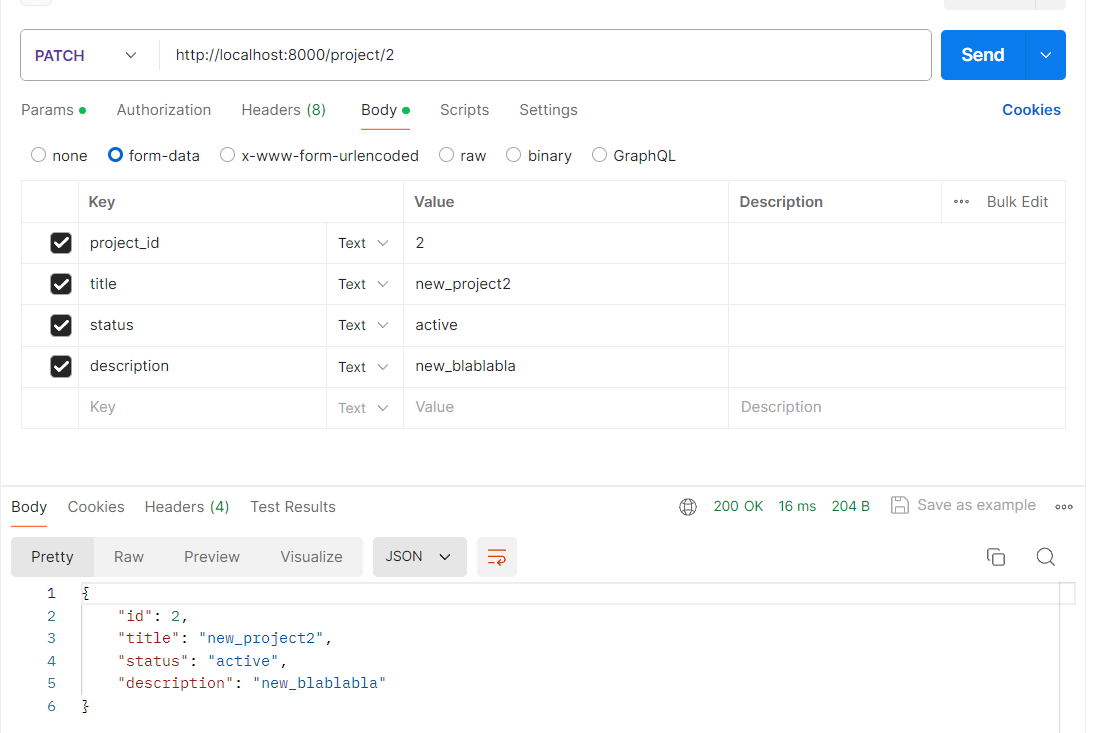 PATCH http://localhost:8000/project/2 Send
Params Authorization Headers (8) Body Scripts Settings Cookies
none form-data x-www-form-urlencoded raw binary GraphQL
Key Value Description Bulk Edit
project_id Text 2
title Text new_project2
status Text active
description Text new_blablabla
Key Text Value Description
Body Cookies Headers (4) Test Results 200 OK 16 ms 204 B Save as example
Pretty Raw Preview Visualize JSON
1 {
2 "id": 2,
3 "title": "new_project2",
4 "status": "active",
5 "description": "new_blablabla"
6 }